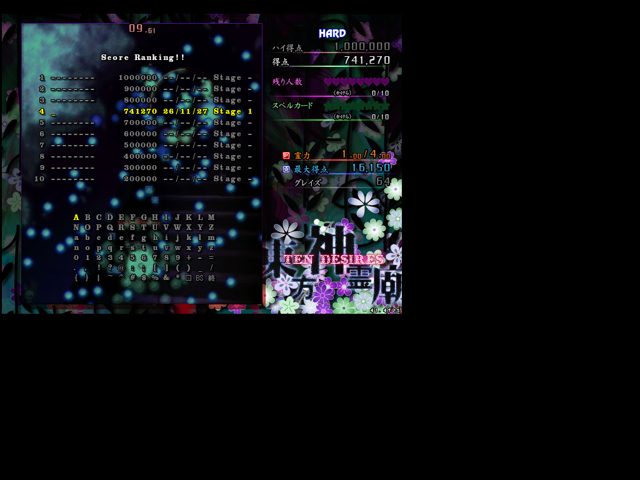 09.61
Score Ranking!!
1 -------- 1000000 --/--/-- Stage -
2 -------- 900000 --/--/-- Stage -
3 -------- 800000 --/--/-- Stage -
4 _ 741270 26/11/27 Stage 1
5 -------- 700000 --/--/-- Stage -
6 -------- 600000 --/--/-- Stage -
7 -------- 500000 --/--/-- Stage -
8 -------- 400000 --/--/-- Stage -
9 -------- 300000 --/--/-- Stage -
10 -------- 200000 --/--/-- Stage -
A B C D E F G H I J K L M
N O P Q R S T U V W X Y Z
a b c d e f g h i j k l m
n o p q r s t u v w x y z
0 1 2 3 4 5 6 7 8 9 + - =
HARD
ハイ得点 1,000,000
得点 741,270
残り人数
0/10
スペルカード
0/10
霊力 1.00/4.00
最大得点 16,150
グレイズ 64
東方神霊廟
TEN DESIRES